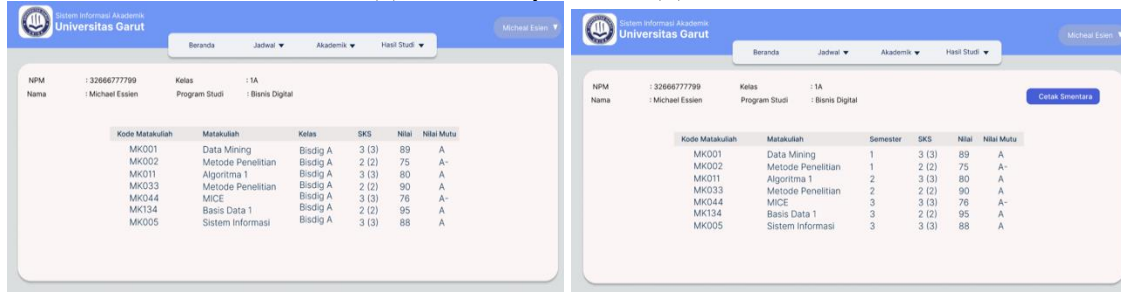 Sistem Informasi Akademik
Universitas Garut
Micheal Esien ▼
Beranda Jadwal ▼ Akademik ▼ Hasil Studi ▼
NPM : 32666777799 Kelas : 1A
Nama : Michael Essien Program Studi : Bisnis Digital
Kode Matakuliah Matakuliah Kelas SKS Nilai Nilai Mutu
MK001 Data Mining Bisdig A 3 (3) 89 A
MK002 Metode Penelitian Bisdig A 2 (2) 75 A-
MK011 Algoritma 1 Bisdig A 3 (3) 80 A
MK033 Metode Penelitian Bisdig A 2 (2) 90 A
MK044 MICE Bisdig A 3 (3) 76 A-
MK134 Basis Data 1 Bisdig A 2 (2) 95 A
MK005 Sistem Informasi Bisdig A 3 (3) 88 A
Sistem Informasi Akademik
Universitas Garut
Micheal Essien ▼
Beranda Jadwal ▼ Akademik ▼ Hasil Studi ▼
NPM : 32666777799 Kelas : 1A
Nama : Michael Essien Program Studi : Bisnis Digital
Cetak Smentara
Kode Matakuliah Matakuliah Semester SKS Nilai Nilai Mutu
MK001 Data Mining 1 3 (3) 89 A
MK002 Metode Penelitian 1 2 (2) 75 A-
MK011 Algoritma 1 2 3 (3) 80 A
MK033 Metode Penelitian 2 2 (2) 90 A
MK044 MICE 3 3 (3) 76 A-
MK134 Basis Data 1 3 2 (2) 95 A
MK005 Sistem Informasi 3 3 (3) 88 A